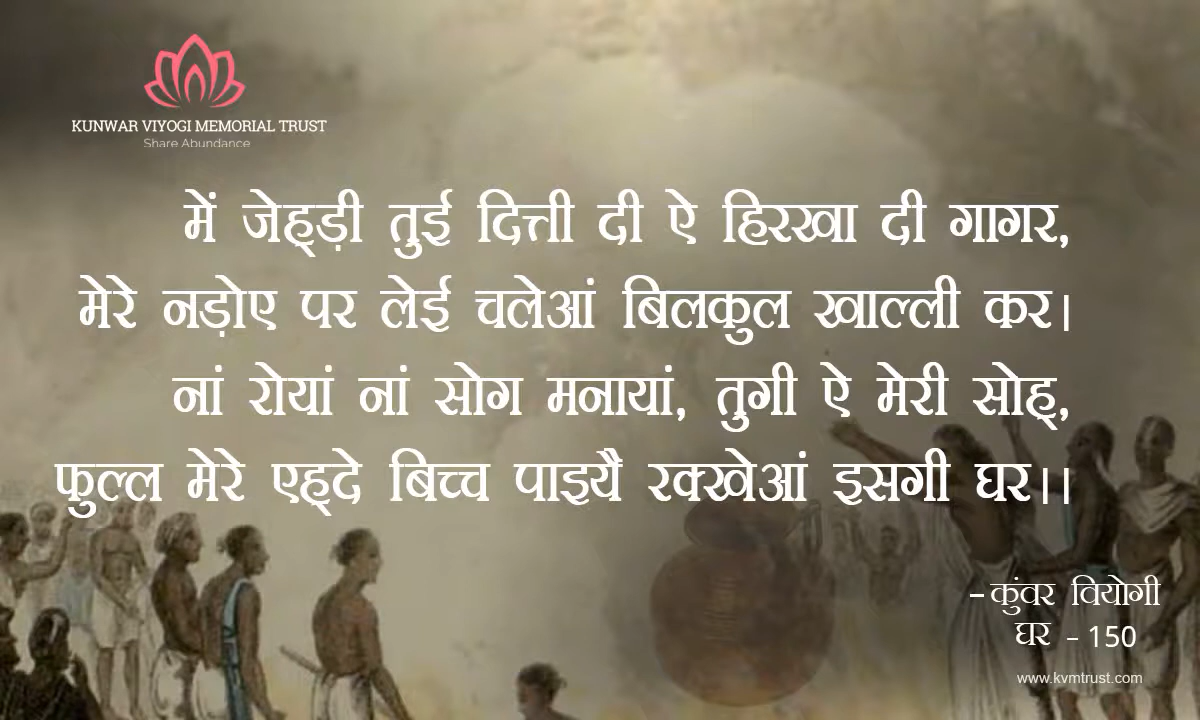 KUNWAR VIYOGI MEMORIAL TRUST
Share Abundance
में जेह्ड़ी तुई दित्ती दी ऐ हिरखा दी गागर,
मेरे नड़ोए पर लेई चलेआं बिलकुल खाल्ली कर।
नां रोयां नां सोग मनायां, तुगी ऐ मेरी सोह्,
फुल्ल मेरे एह्दे बिच्च पाइयै रक्खेआं इसगी घर।।
-कुंवर वियोगी
घर - 150
www.kvmtrust.com